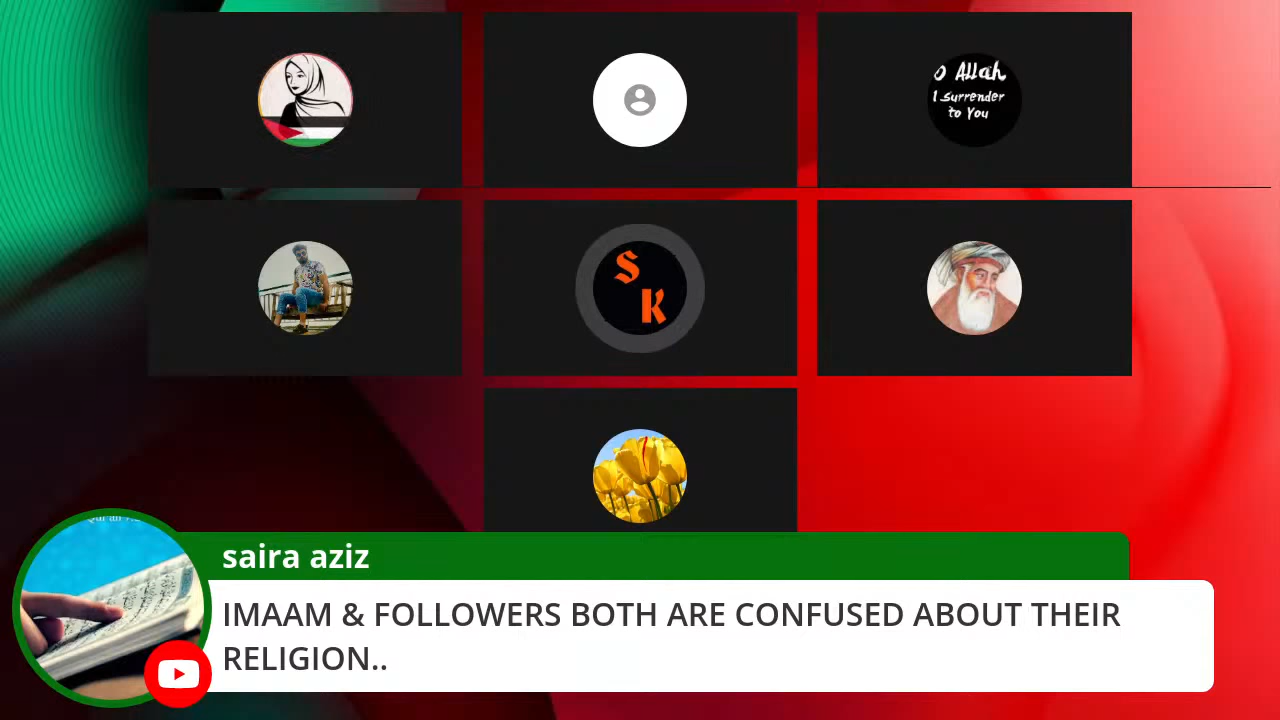 O Allah
I Surrender
to You
S
K
saira aziz
IMAAM & FOLLOWERS BOTH ARE CONFUSED ABOUT THEIR
RELIGION..